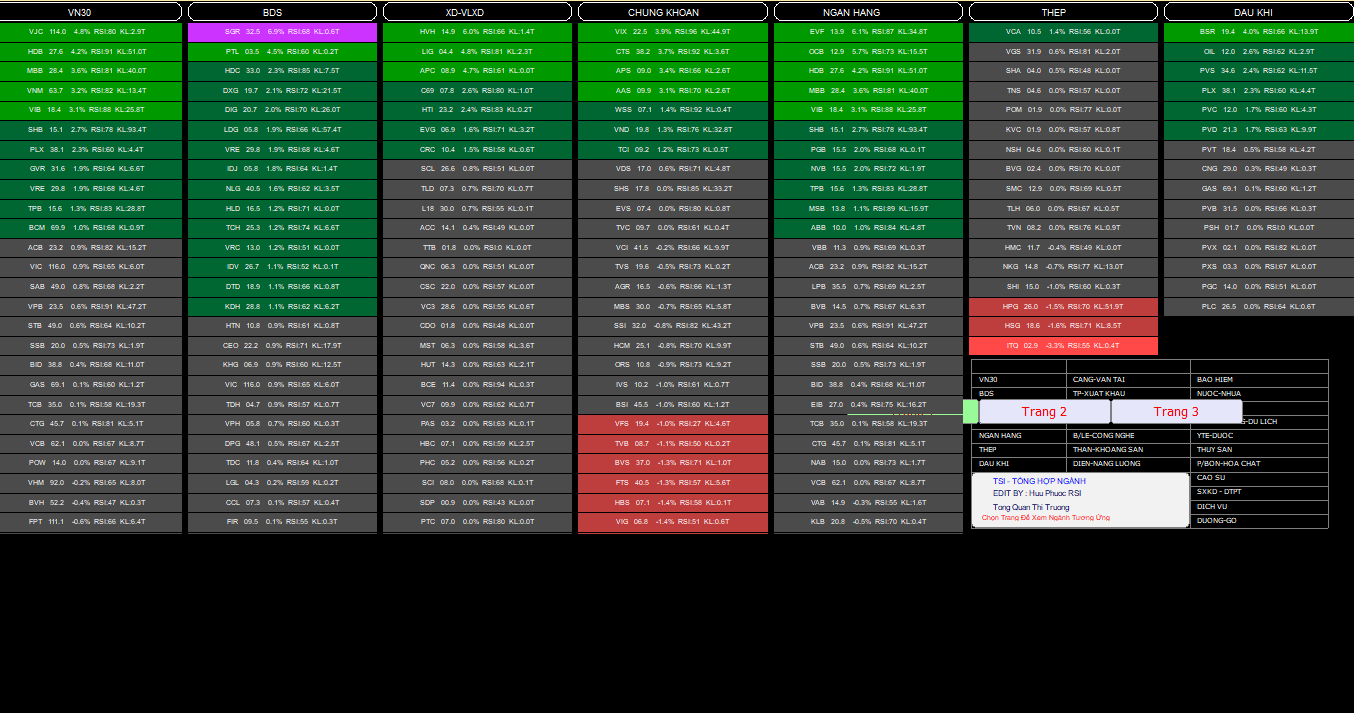 VN30
VJC 114.0 4.8% RSI:80 KL:2.9T
HDB 27.6 4.2% RSI:91 KL:51.0T
MBB 28.4 3.6% RSI:81 KL:40.0T
VNM 63.7 3.2% RSI:82 KL:13.4T
VIB 18.4 3.1% RSI:88 KL:25.8T
SHB 15.1 2.7% RSI:78 KL:93.4T
PLX 38.1 2.3% RSI:60 KL:4.4T
GVR 31.6 1.9% RSI:64 KL:6.6T
VRE 29.8 1.9% RSI:68 KL:4.6T
TPB 15.6 1.3% RSI:83 KL:28.8T
BCM 69.9 1.0% RSI:68 KL:0.9T
ACB 23.2 0.9% RSI:82 KL:15.2T
VIC 116.0 0.9% RSI:65 KL:6.0T
SAB 49.0 0.8% RSI:68 KL:2.2T
VPB 23.5 0.6% RSI:91 KL:47.2T
STB 49.0 0.6% RSI:64 KL:10.2T
SSB 20.0 0.5% RSI:73 KL:1.9T
BID 38.8 0.4% RSI:68 KL:11.0T
GAS 69.1 0.1% RSI:60 KL:1.2T
TCB 35.0 0.1% RSI:58 KL:19.3T
CTG 45.7 0.1% RSI:81 KL:5.1T
VCB 62.1 0.0% RSI:67 KL:8.7T
POW 14.0 0.0% RSI:67 KL:9.1T
VHM 92.0 -0.2% RSI:65 KL:8.0T
BVH 52.2 -0.4% RSI:47 KL:0.3T
FPT 111.1 -0.6% RSI:66 KL:6.4T
BDS
SGR 32.5 6.9% RSI:68 KL:0.6T
PTL 03.5 4.5% RSI:60 KL:0.2T
HDC 33.0 2.3% RSI:85 KL:7.5T
DXG 19.7 2.1% RSI:72 KL:21.5T
DIG 20.7 2.0% RSI:70 KL:26.0T
LDG 05.8 1.9% RSI:66 KL:57.4T
VRE 29.8 1.9% RSI:68 KL:4.6T
IDJ 05.8 1.8% RSI:64 KL:1.4T
NLG 40.5 1.6% RSI:62 KL:3.5T
HLD 16.5 1.2% RSI:71 KL:0.0T
TCH 25.3 1.2% RSI:74 KL:6.6T
VRC 13.0 1.2% RSI:51 KL:0.0T
IDV 26.7 1.1% RSI:52 KL:0.1T
DTD 18.9 1.1% RSI:66 KL:0.8T
KDH 28.8 1.1% RSI:62 KL:6.2T
HTN 10.8 0.9% RSI:61 KL:0.8T
CEO 22.2 0.9% RSI:71 KL:17.9T
KHG 06.9 0.9% RSI:60 KL:12.5T
VIC 116.0 0.9% RSI:65 KL:6.0T
TDH 04.7 0.9% RSI:57 KL:0.7T
VPH 05.8 0.7% RSI:60 KL:0.3T
DPG 48.1 0.5% RSI:67 KL:2.5T
TDC 11.8 0.4% RSI:64 KL:1.0T
LGL 04.3 0.2% RSI:59 KL:0.2T
CCL 07.3 0.1% RSI:57 KL:0.4T
FIR 09.5 0.1% RSI:55 KL:0.3T
XD-VLXD
HVH 14.9 6.0% RSI:66 KL:1.4T
LIG 04.4 4.8% RSI:81 KL:2.3T
APC 08.9 4.7% RSI:61 KL:0.0T
C69 07.8 2.6% RSI:80 KL:1.0T
HTI 23.2 2.4% RSI:83 KL:0.2T
EVG 06.9 1.6% RSI:71 KL:3.2T
CRC 10.4 1.5% RSI:58 KL:0.6T
SCL 26.6 0.8% RSI:51 KL:0.0T
TLD 07.3 0.7% RSI:70 KL:0.7T
L18 30.0 0.7% RSI:55 KL:0.1T
ACC 14.1 0.4% RSI:49 KL:0.0T
TTB 01.8 0.0% RSI:0 KL:0.0T
QNC 06.3 0.0% RSI:51 KL:0.0T
CSC 22.0 0.0% RSI:57 KL:0.0T
VC3 28.6 0.0% RSI:55 KL:0.6T
CDO 01.8 0.0% RSI:48 KL:0.0T
MST 06.3 0.0% RSI:58 KL:3.6T
HUT 14.3 0.0% RSI:63 KL:2.1T
BCE 11.4 0.0% RSI:94 KL:0.3T
VC7 09.9 0.0% RSI:62 KL:0.7T
PAS 03.2 0.0% RSI:67 KL:0.4T
HBC 07.1 0.0% RSI:59 KL:2.5T
PHC 05.2 0.0% RSI:56 KL:0.2T
SCI 08.0 0.0% RSI:68 KL:0.1T
SDP 00.9 0.0% RSI:43 KL:0.0T
PTC 07.0 0.0% RSI:80 KL:0.0T
CHUNG KHOAN
VIX 22.5 3.9% RSI:96 KL:44.9T
CTS 38.2 3.7% RSI:92 KL:3.6T
APS 09.0 3.4% RSI:66 KL:2.6T
AAS 09.9 3.1% RSI:70 KL:2.6T
WSS 07.1 1.4% RSI:92 KL:0.4T
VND 19.8 1.3% RSI:76 KL:32.8T
TCI 09.2 1.2% RSI:73 KL:0.5T
VDS 17.0 0.6% RSI:71 KL:4.8T
SHS 17.8 0.0% RSI:85 KL:33.2T
EVS 07.4 0.0% RSI:80 KL:0.8T
TVC 09.7 0.0% RSI:61 KL:0.4T
VCI 41.5 -0.2% RSI:66 KL:9.9T
TVS 19.6 -0.5% RSI:73 KL:0.2T
AGR 16.5 -0.6% RSI:66 KL:1.3T
MBS 30.0 -0.7% RSI:65 KL:5.8T
SSI 32.0 -0.8% RSI:82 KL:43.2T
HCM 25.1 -0.8% RSI:70 KL:9.9T
ORS 10.8 -0.9% RSI:73 KL:9.2T
IVS 10.2 -1.0% RSI:61 KL:0.7T
BSI 45.5 -1.0% RSI:60 KL:1.2T
VFS 19.4 -1.0% RSI:27 KL:4.6T
TVB 08.7 -1.1% RSI:50 KL:0.2T
BVS 37.0 -1.3% RSI:71 KL:1.0T
FTS 40.5 -1.3% RSI:57 KL:5.6T
HBS 07.1 -1.4% RSI:58 KL:0.1T
VIG 06.8 -1.4% RSI:51 KL:0.6T
NGAN HANG
EVF 13.9 6.1% RSI:87 KL:34.8T
OCB 12.9 5.7% RSI:73 KL:15.5T
HDB 27.6 4.2% RSI:91 KL:51.0T
MBB 28.4 3.6% RSI:81 KL:40.0T
VIB 18.4 3.1% RSI:88 KL:25.8T
SHB 15.1 2.7% RSI:78 KL:93.4T
PGB 15.5 2.0% RSI:68 KL:0.1T
NVB 15.5 2.0% RSI:72 KL:1.9T
TPB 15.6 1.3% RSI:83 KL:28.8T
MSB 13.8 1.1% RSI:89 KL:15.9T
ABB 10.0 1.0% RSI:84 KL:4.8T
VBB 11.3 0.9% RSI:69 KL:0.3T
ACB 23.2 0.9% RSI:82 KL:15.2T
LPB 35.5 0.7% RSI:69 KL:2.5T
BVB 14.5 0.7% RSI:67 KL:6.3T
VPB 23.5 0.6% RSI:91 KL:47.2T
STB 49.0 0.6% RSI:64 KL:10.2T
SSB 20.0 0.5% RSI:73 KL:1.9T
BID 38.8 0.4% RSI:68 KL:11.0T
EIB 27.0 0.4% RSI:75 KL:16.2T
TCB 35.0 0.1% RSI:58 KL:19.3T
CTG 45.7 0.1% RSI:81 KL:5.1T
NAB 15.0 0.0% RSI:73 KL:1.7T
VCB 62.1 0.0% RSI:67 KL:8.7T
VAB 14.9 -0.3% RSI:55 KL:1.6T
KLB 20.8 -0.5% RSI:70 KL:0.4T
THEP
VCA 10.5 1.4% RSI:56 KL:0.0T
VGS 31.9 0.6% RSI:81 KL:2.0T
SHA 04.0 0.5% RSI:48 KL:0.0T
TNS 04.6 0.0% RSI:57 KL:0.0T
POM 01.9 0.0% RSI:77 KL:0.0T
KVC 01.9 0.0% RSI:57 KL:0.8T
NSH 04.6 0.0% RSI:60 KL:0.1T
BVG 02.4 0.0% RSI:70 KL:0.0T
SMC 12.9 0.0% RSI:69 KL:0.5T
TLH 06.0 0.0% RSI:67 KL:0.5T
TVN 08.2 0.0% RSI:76 KL:0.9T
HMC 11.7 -0.4% RSI:49 KL:0.0T
NKG 14.8 -0.7% RSI:77 KL:13.0T
SHI 15.0 -1.0% RSI:60 KL:0.3T
HPG 26.0 -1.5% RSI:70 KL:51.9T
HSG 18.6 -1.6% RSI:71 KL:8.5T
ITQ 02.9 -3.3% RSI:55 KL:0.4T
DAU KHI
BSR 19.4 4.0% RSI:66 KL:13.9T
OIL 12.0 2.6% RSI:62 KL:2.9T
PVS 34.6 2.4% RSI:62 KL:11.5T
PLX 38.1 2.3% RSI:60 KL:4.4T
PVC 12.0 1.7% RSI:60 KL:4.3T
PVD 21.3 1.7% RSI:63 KL:9.9T
PVT 18.4 0.5% RSI:58 KL:4.2T
CNG 29.0 0.3% RSI:49 KL:0.3T
GAS 69.1 0.1% RSI:60 KL:1.2T
PVB 31.5 0.0% RSI:66 KL:0.3T
PSH 01.7 0.0% RSI:0 KL:0.0T
PVX 02.1 0.0% RSI:82 KL:0.0T
PXS 03.3 0.0% RSI:67 KL:0.0T
PGC 14.0 0.0% RSI:51 KL:0.0T
PLC 26.5 0.0% RSI:64 KL:0.6T
VN30 CANG-VAN TAI BAO HIEM
BDS TP-XUAT KHAU NUOC-NHUA
Trang 2 Trang 3
G-DU LICH
NGAN HANG B/LE-CONG NGHE YTE-DUOC
THEP THAN-KHOANG SAN THUY SAN
DAU KHI DIEN-NANG LUONG P/BON-HOA CHAT
CAO SU
SXKD - DTPT
DICH VU
DUONG-GO
TSI - TỔNG HỢP NGÀNH
EDIT BY : Huu Phuoc RSI
Tong Quan Thi Truong
Chọn Trang Để Xem Ngành Tương Ứng